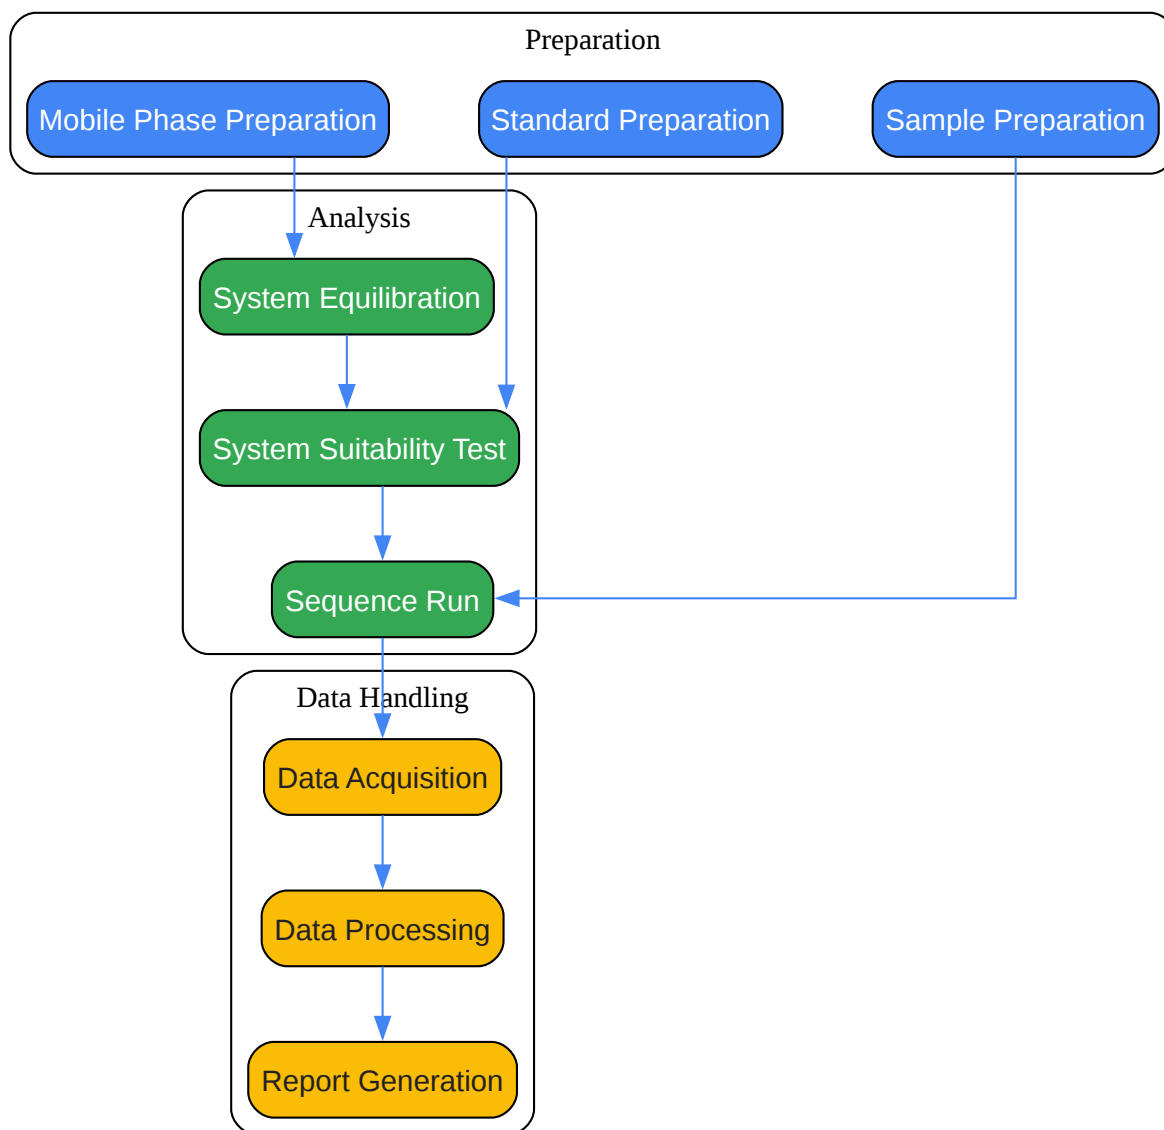 Preparation
Mobile Phase Preparation
Standard Preparation
Sample Preparation
Analysis
System Equilibration
System Suitability Test
Sequence Run
Data Handling
Data Acquisition
Data Processing
Report Generation